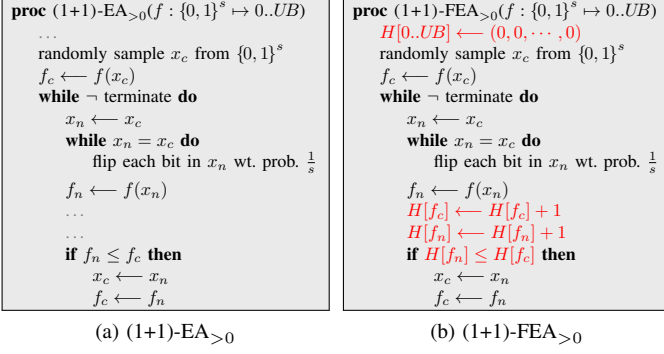 proc (1+1)-EA>0(f : {0, 1}^s ↦ 0..UB)
...
randomly sample x_c from {0, 1}^s
f_c ⟵ f(x_c)
while ¬ terminate do
x_n ⟵ x_c
while x_n = x_c do
flip each bit in x_n wt. prob. 1/s
f_n ⟵ f(x_n)
...
...
if f_n ≤ f_c then
x_c ⟵ x_n
f_c ⟵ f_n
(a) (1+1)-EA>0
proc (1+1)-FEA>0(f : {0, 1}^s ↦ 0..UB)
H[0..UB] ⟵ (0, 0, ⋯ , 0)
randomly sample x_c from {0, 1}^s
f_c ⟵ f(x_c)
while ¬ terminate do
x_n ⟵ x_c
while x_n = x_c do
flip each bit in x_n wt. prob. 1/s
f_n ⟵ f(x_n)
H[f_c] ⟵ H[f_c] + 1
H[f_n] ⟵ H[f_n] + 1
if H[f_n] ≤ H[f_c] then
x_c ⟵ x_n
f_c ⟵ f_n
(b) (1+1)-FEA>0